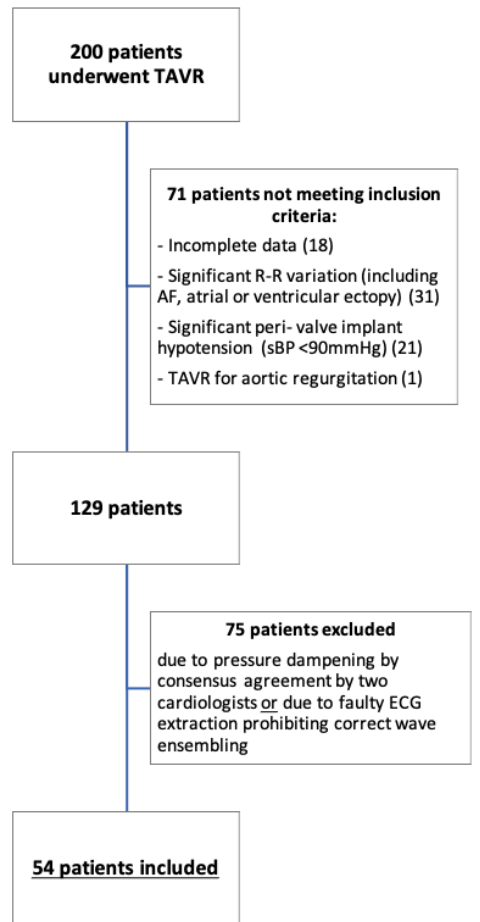 200 patients
underwent TAVR
71 patients not meeting inclusion
criteria:
- Incomplete data (18)
- Significant R-R variation (including
AF, atrial or ventricular ectopy) (31)
- Significant peri- valve implant
hypotension (sBP <90mmHg) (21)
- TAVR for aortic regurgitation (1)
129 patients
75 patients excluded
due to pressure dampening by
consensus agreement by two
cardiologists or due to faulty ECG
extraction prohibiting correct wave
ensembling
54 patients included